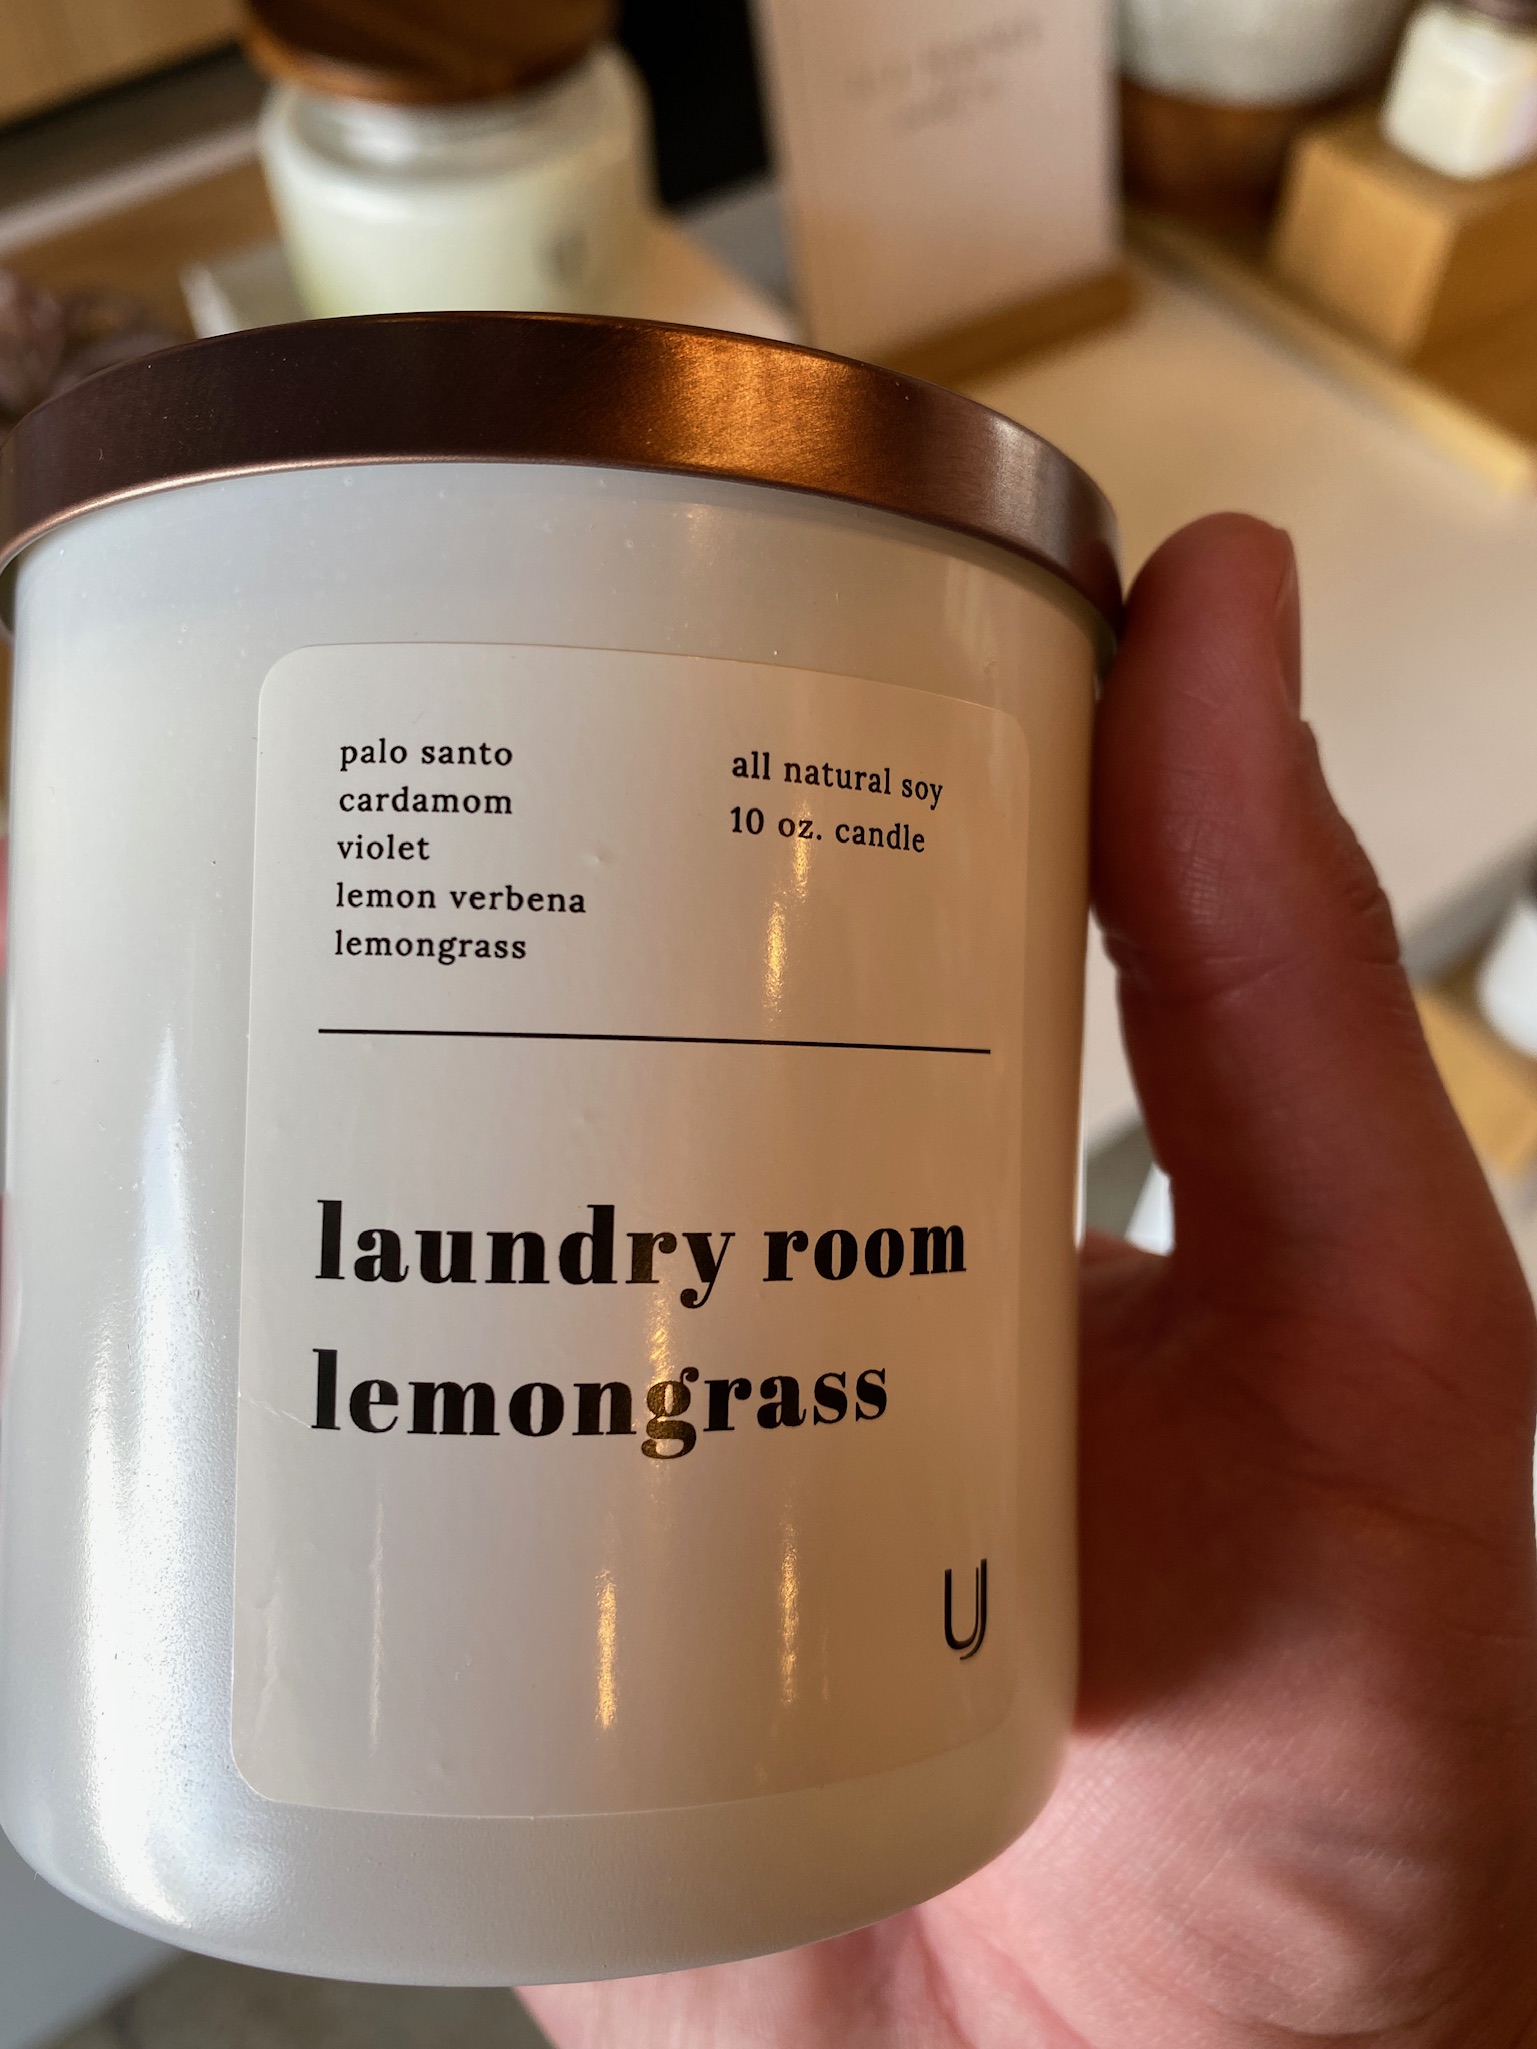 palo santo
cardamom
violet
lemon verbena
lemongrass
all natural soy
10 oz. candle
laundry room
lemongrass